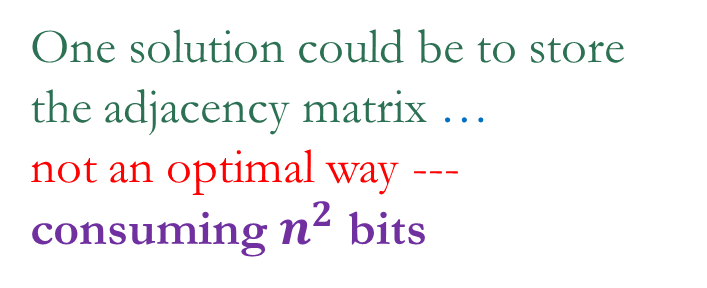 One solution could be to store
the adjacency matrix …
not an optimal way ---
consuming n² bits